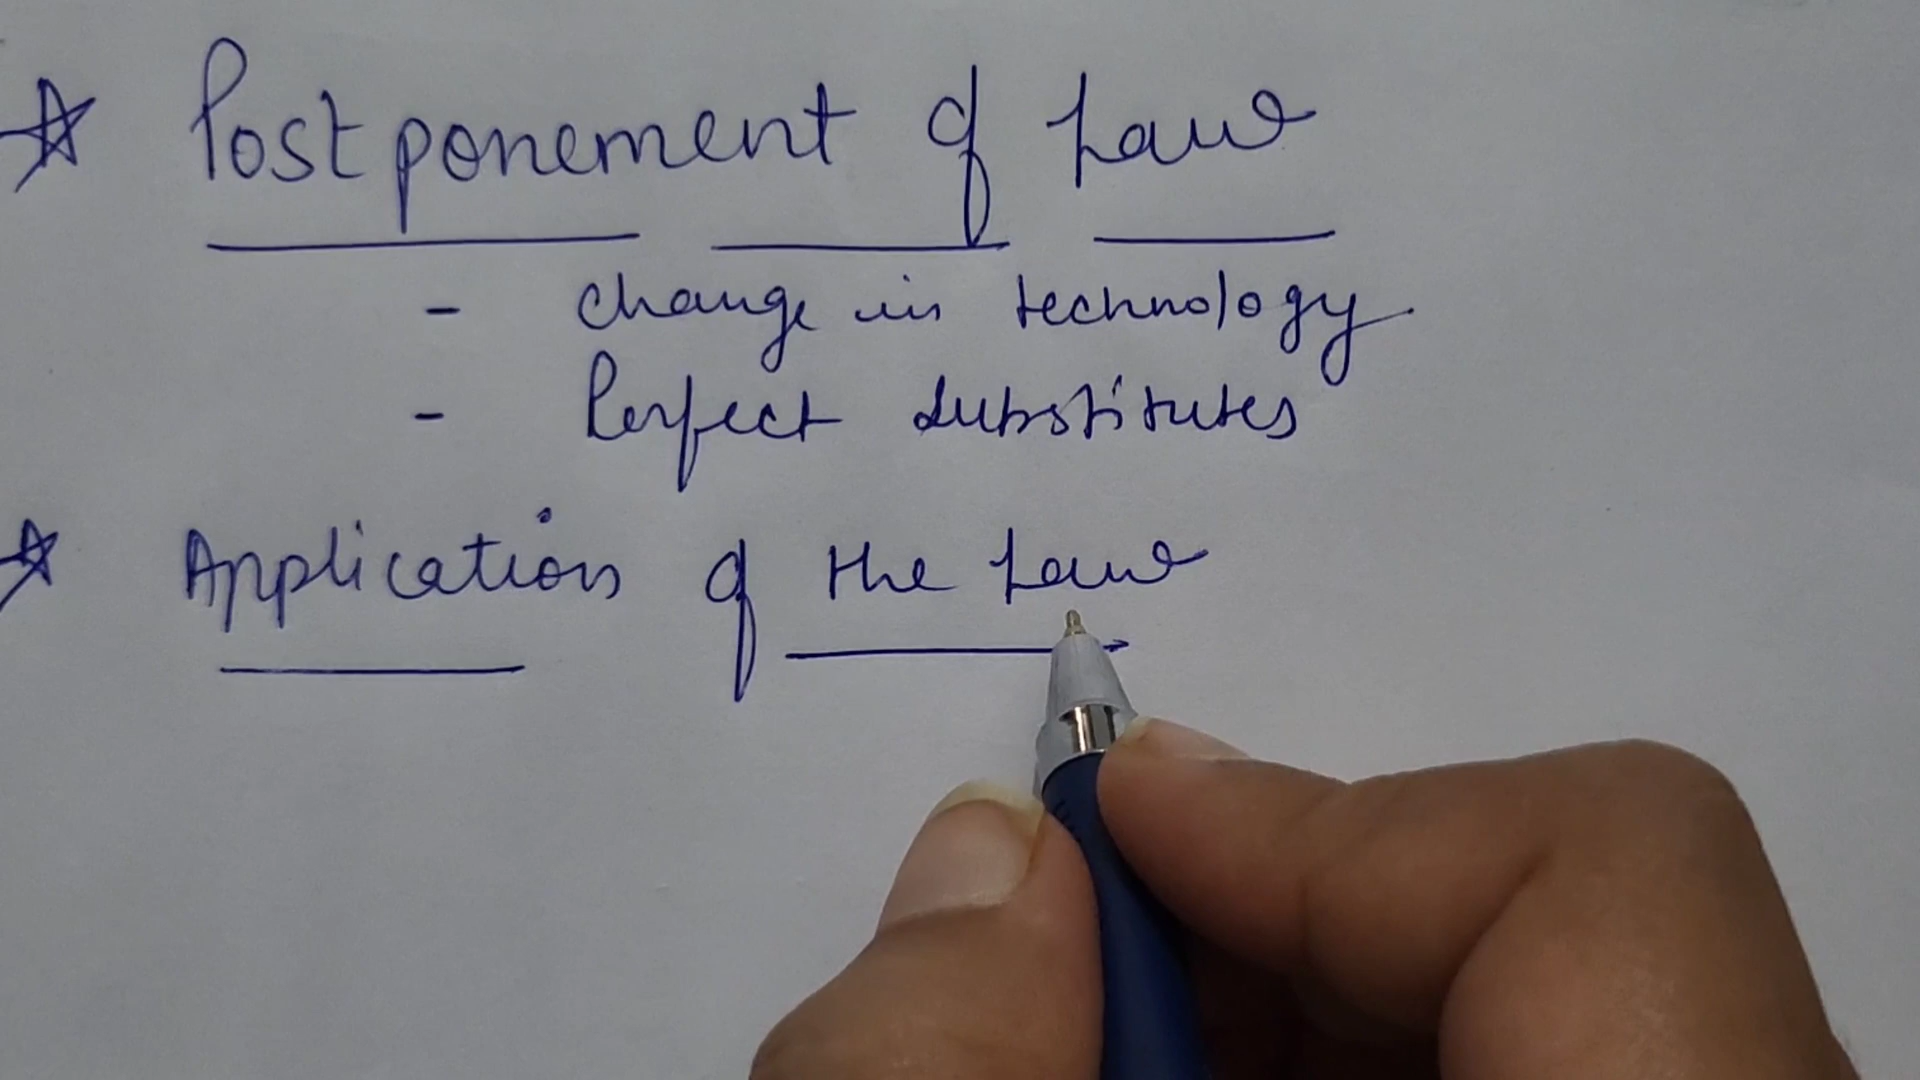 Postponement of Law
- change in technology.
- Perfect substitutes
Application of the Law